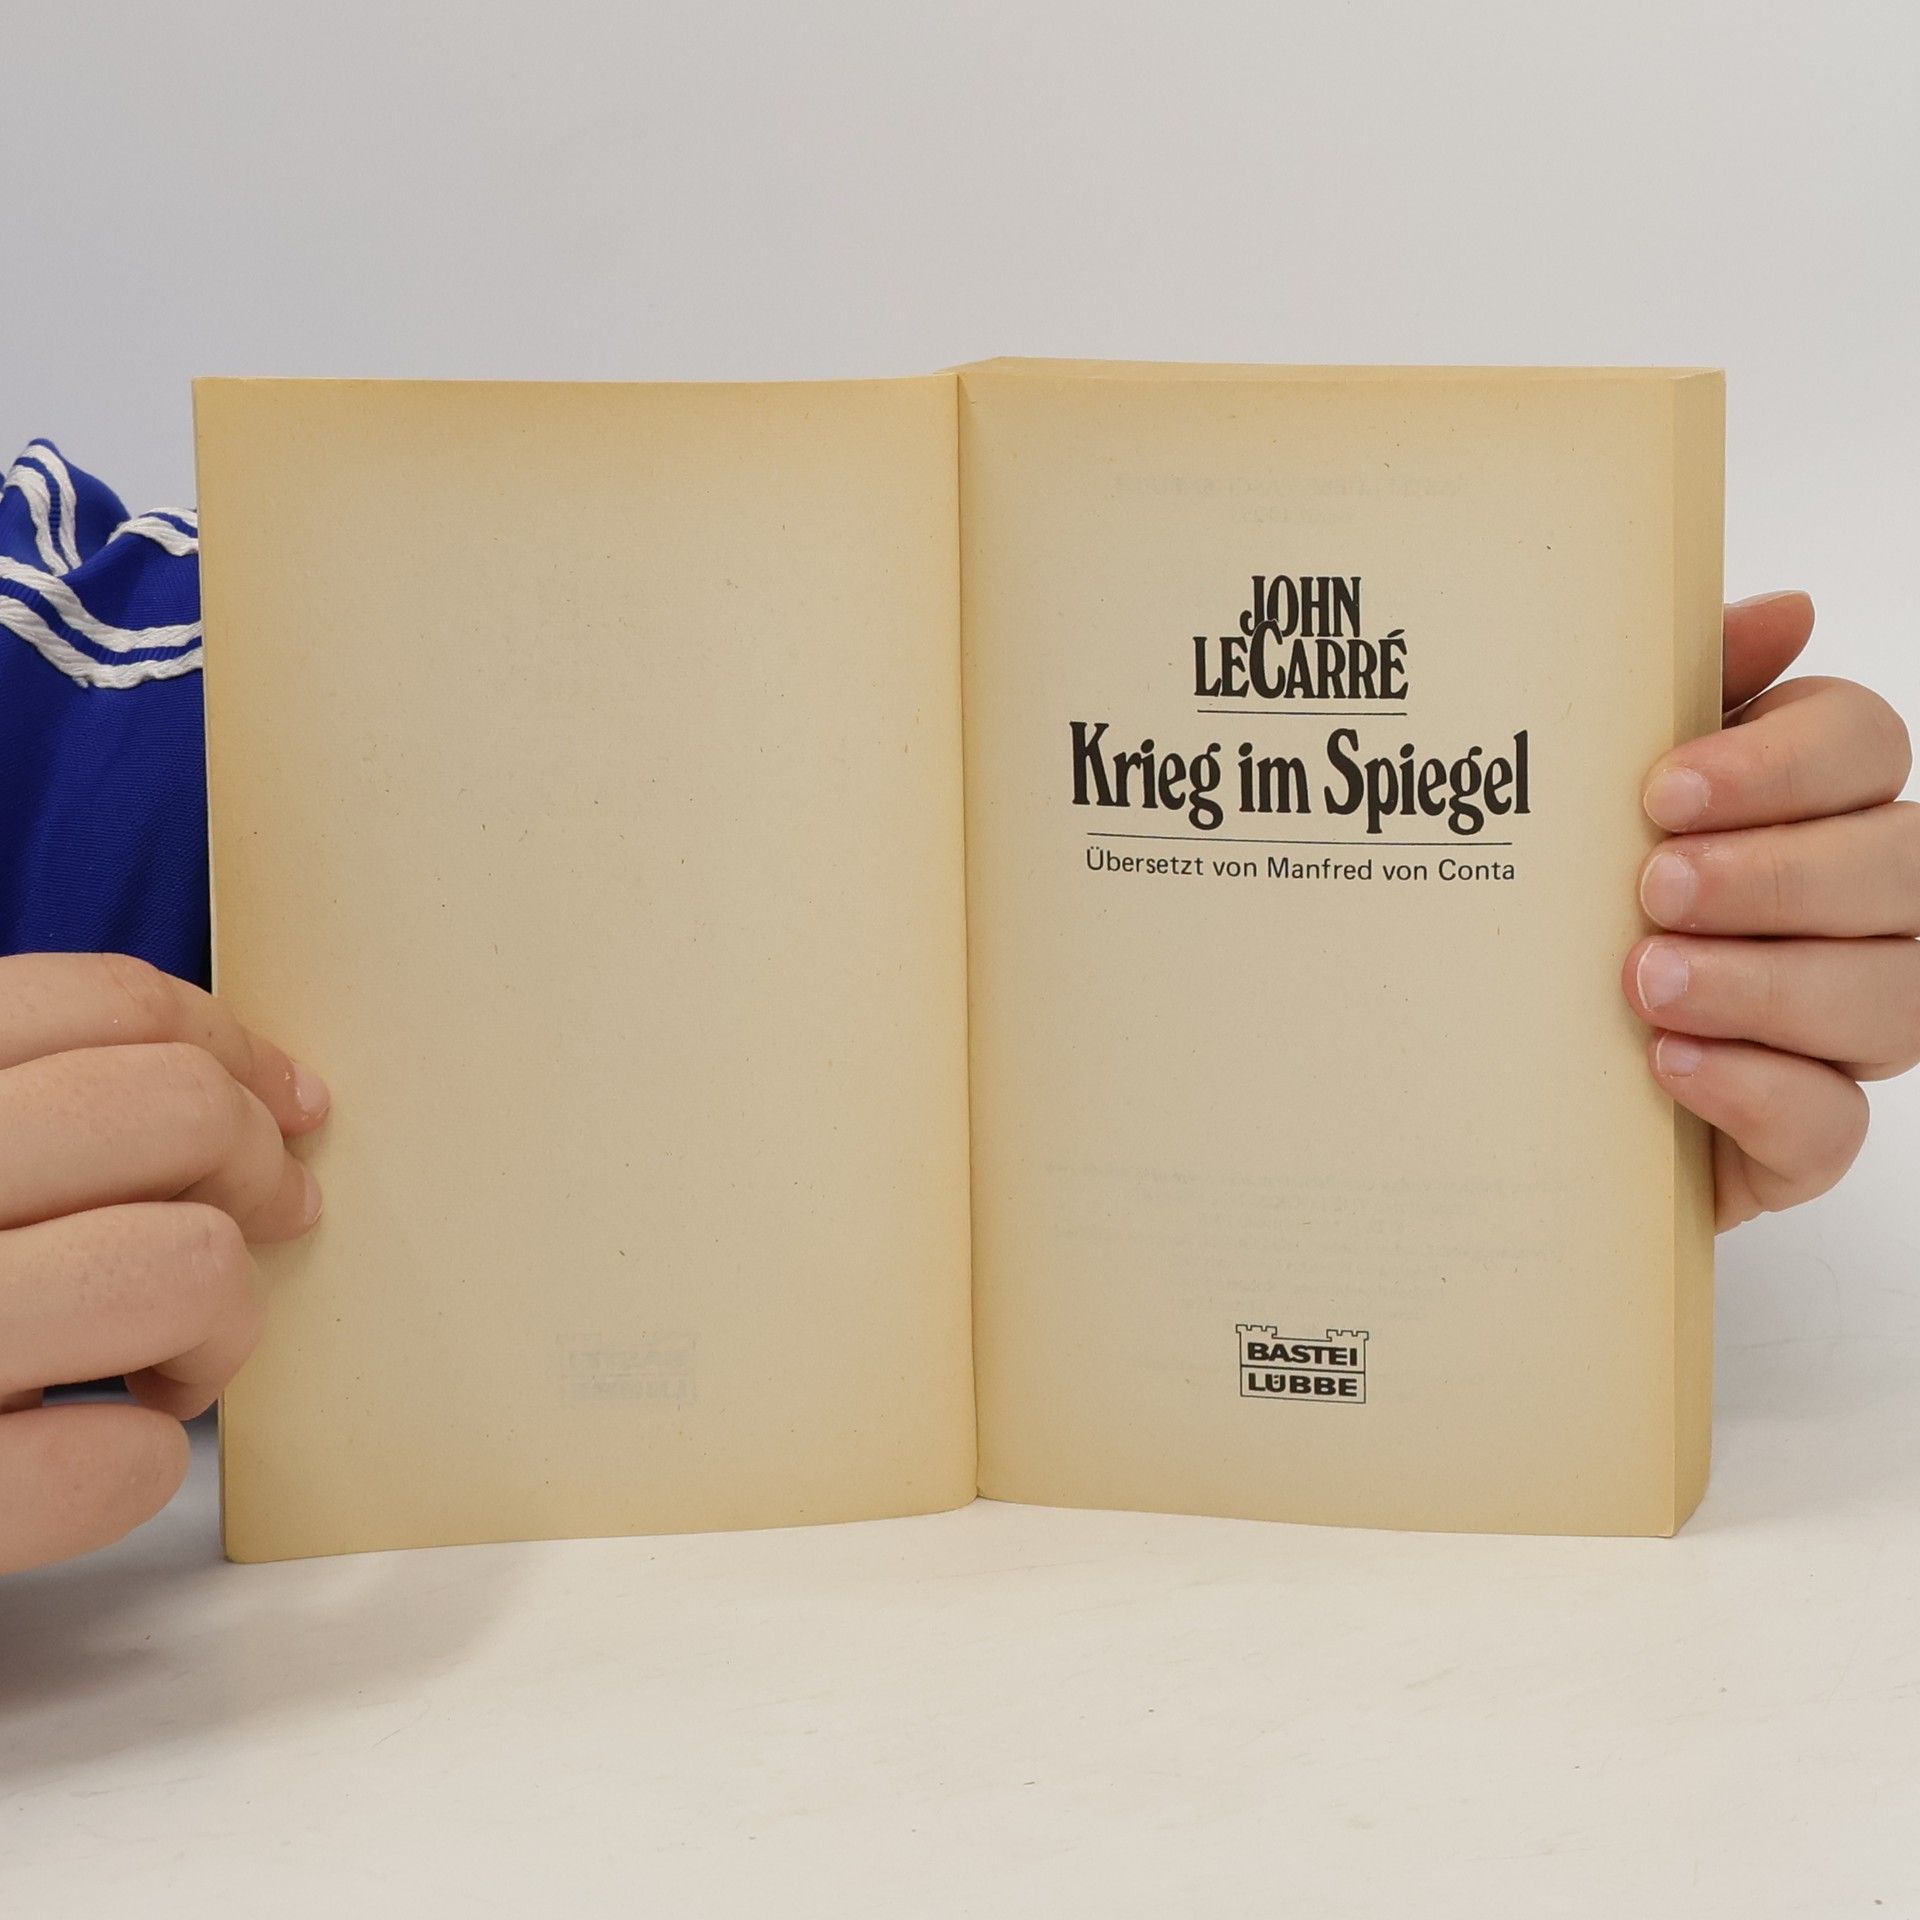 JOHN
LECARRÉ
Krieg im Spiegel
Übersetzt von Manfred von Conta
BASTEI
LÜBBE